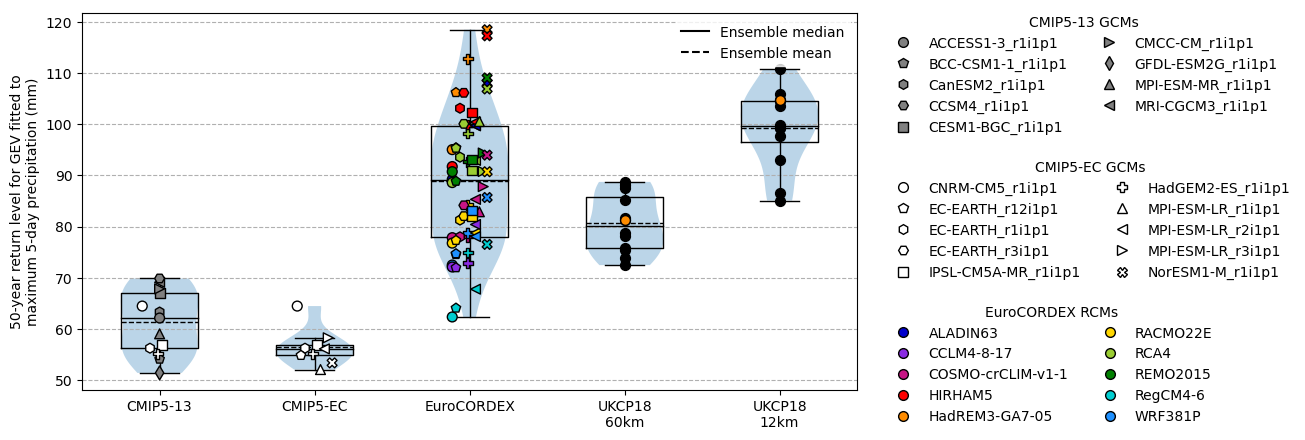 50-year return level for GEV fitted to
maximum 5-day precipitation (mm)
120
110
100
90
80
70
60
50
CMIP5-13
CMIP5-EC
EuroCORDEX
UKCP18
60km
UKCP18
12km
Ensemble median
Ensemble mean
CMIP5-13 GCMs
ACCESS1-3_r1i1p1
BCC-CSM1-1_r1i1p1
CanESM2_r1i1p1
CCSM4_r1i1p1
CESM1-BGC_r1i1p1
CMCC-CM_r1i1p1
GFDL-ESM2G_r1i1p1
MPI-ESM-MR_r1i1p1
MRI-CGCM3_r1i1p1
CMIP5-EC GCMs
CNRM-CM5_r1i1p1
EC-EARTH_r12i1p1
EC-EARTH_r1i1p1
EC-EARTH_r3i1p1
IPSL-CM5A-MR_r1i1p1
HadGEM2-ES_r1i1p1
MPI-ESM-LR_r1i1p1
MPI-ESM-LR_r2i1p1
MPI-ESM-LR_r3i1p1
NorESM1-M_r1i1p1
EuroCORDEX RCMs
ALADIN63
CCLM4-8-17
COSMO-crCLIM-v1-1
HIRHAM5
HadREM3-GA7-05
RACMO22E
RCA4
REMO2015
RegCM4-6
WRF381P